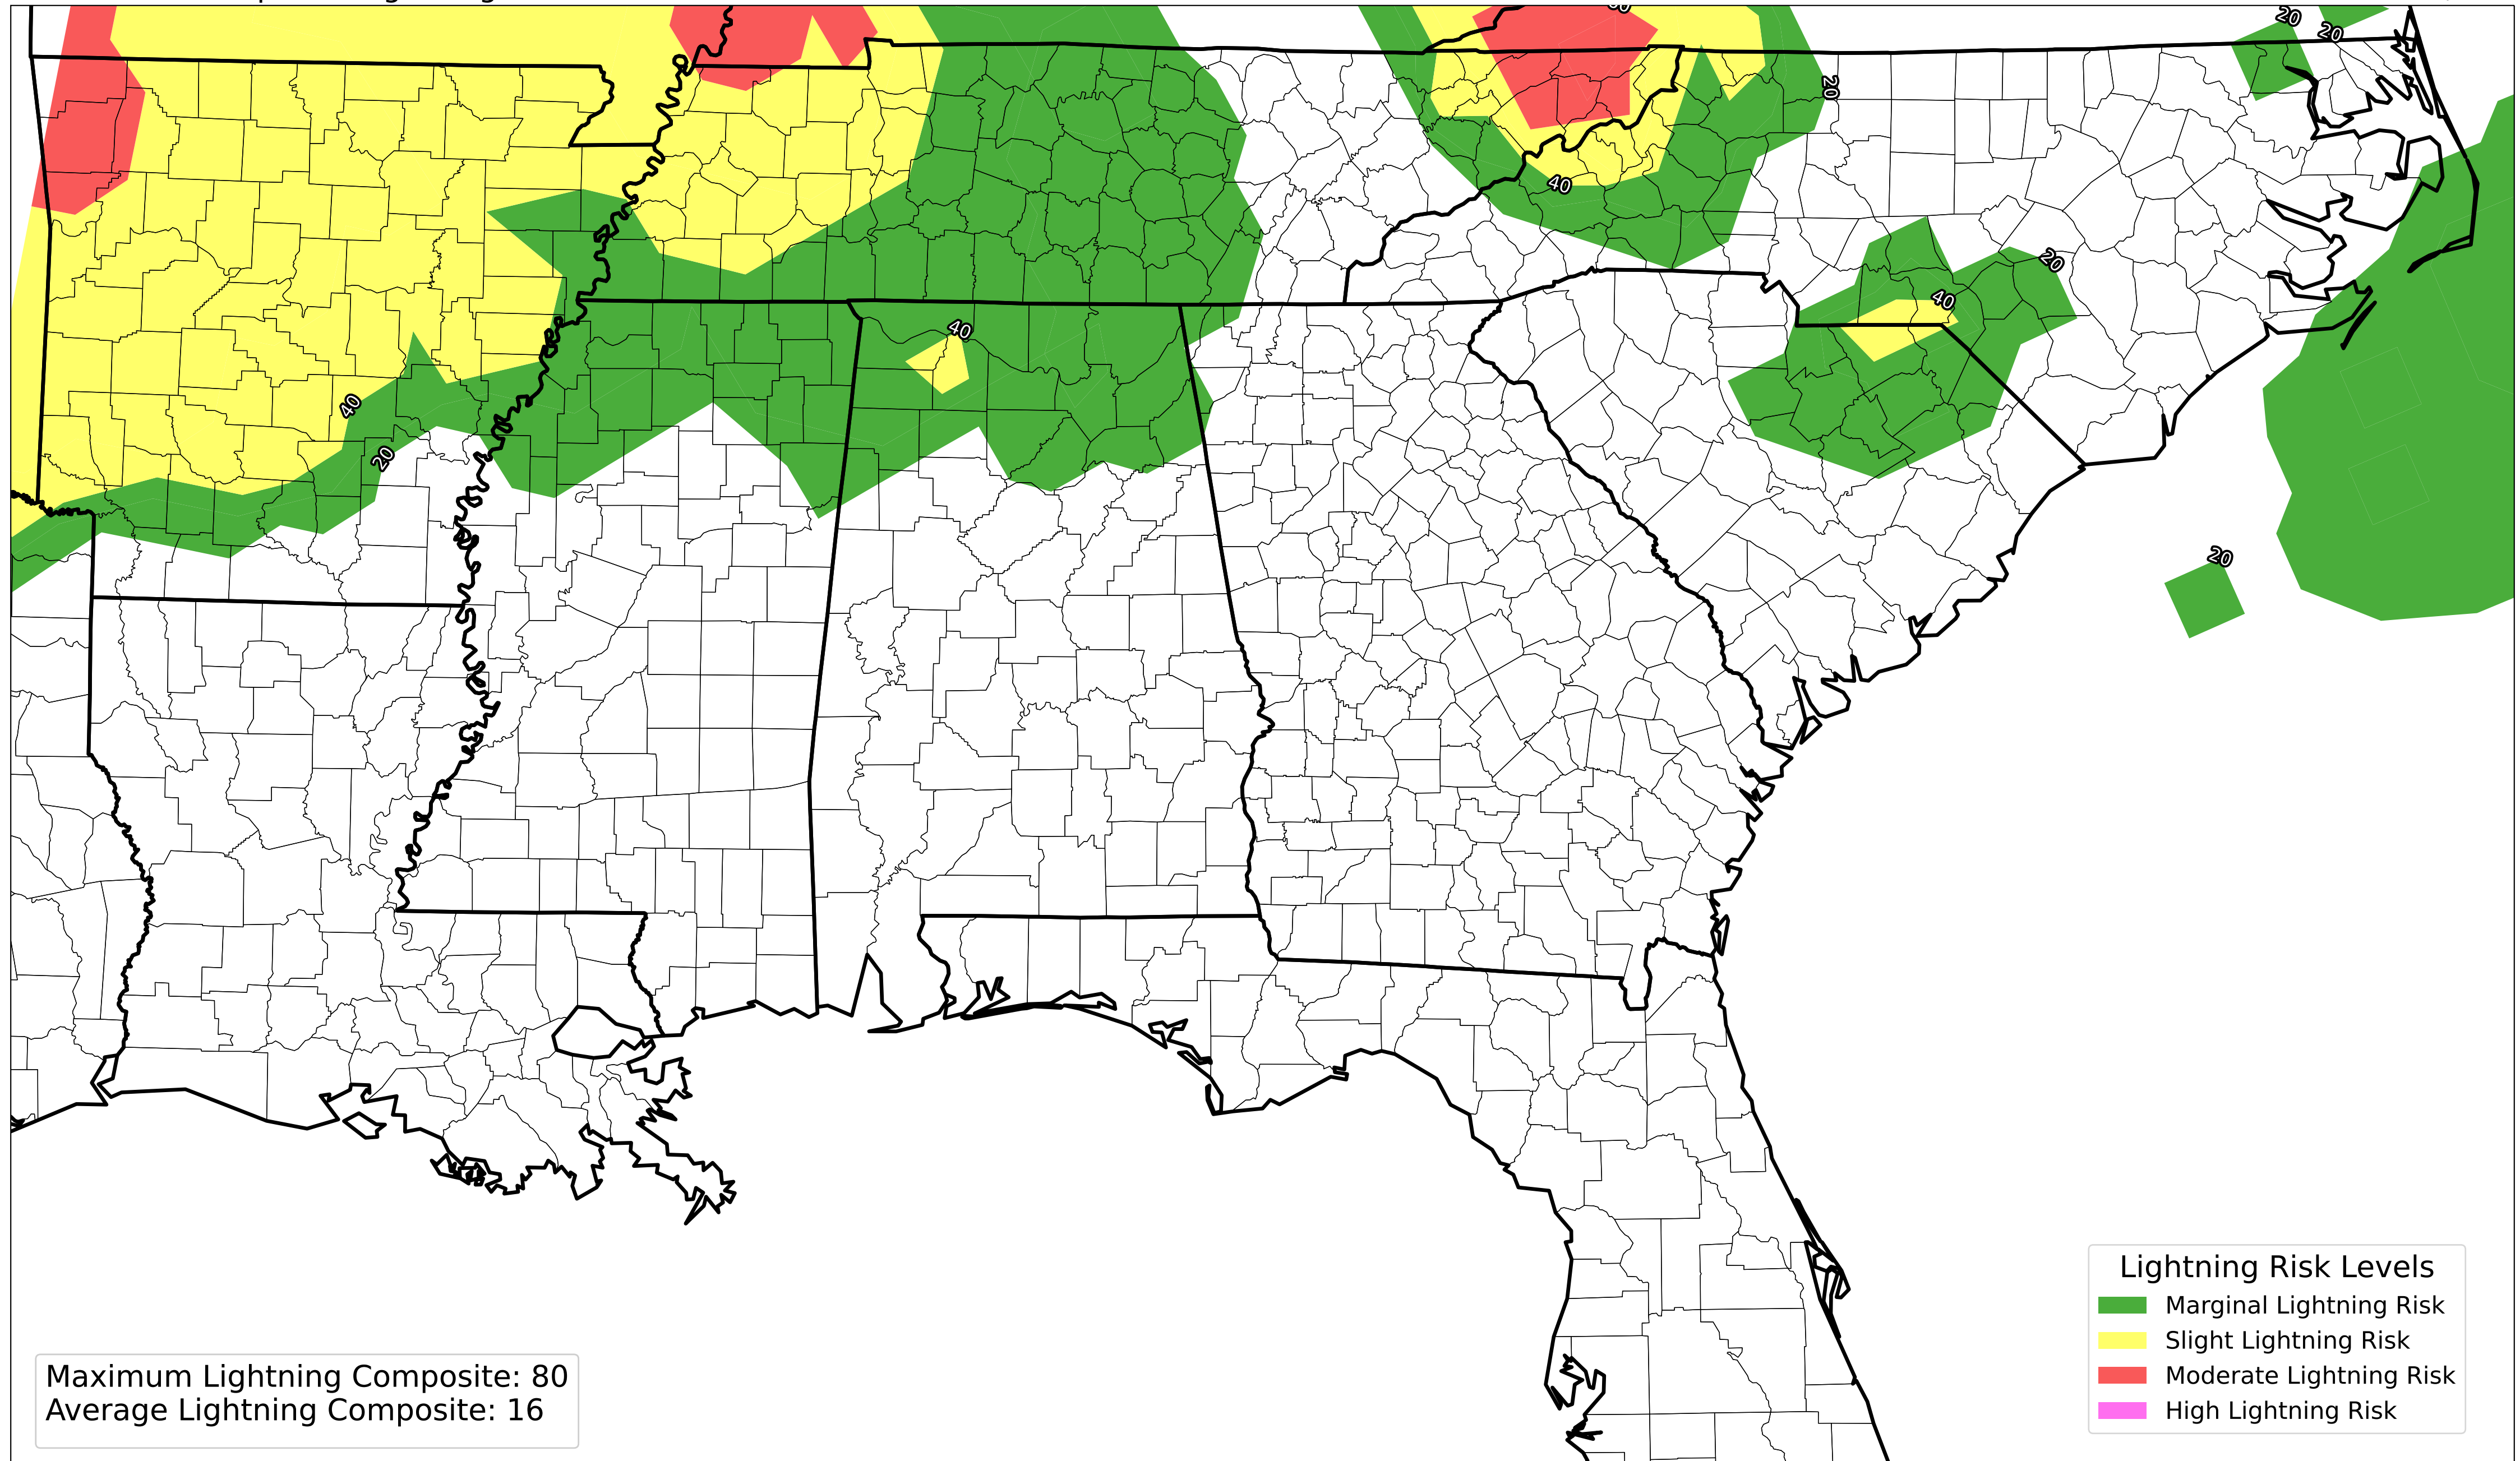 20
20
20
40
20
40
40
40
20
20
Lightning Risk Levels
Marginal Lightning Risk
Slight Lightning Risk
Moderate Lightning Risk
High Lightning Risk
Maximum Lightning Composite: 80
Average Lightning Composite: 16